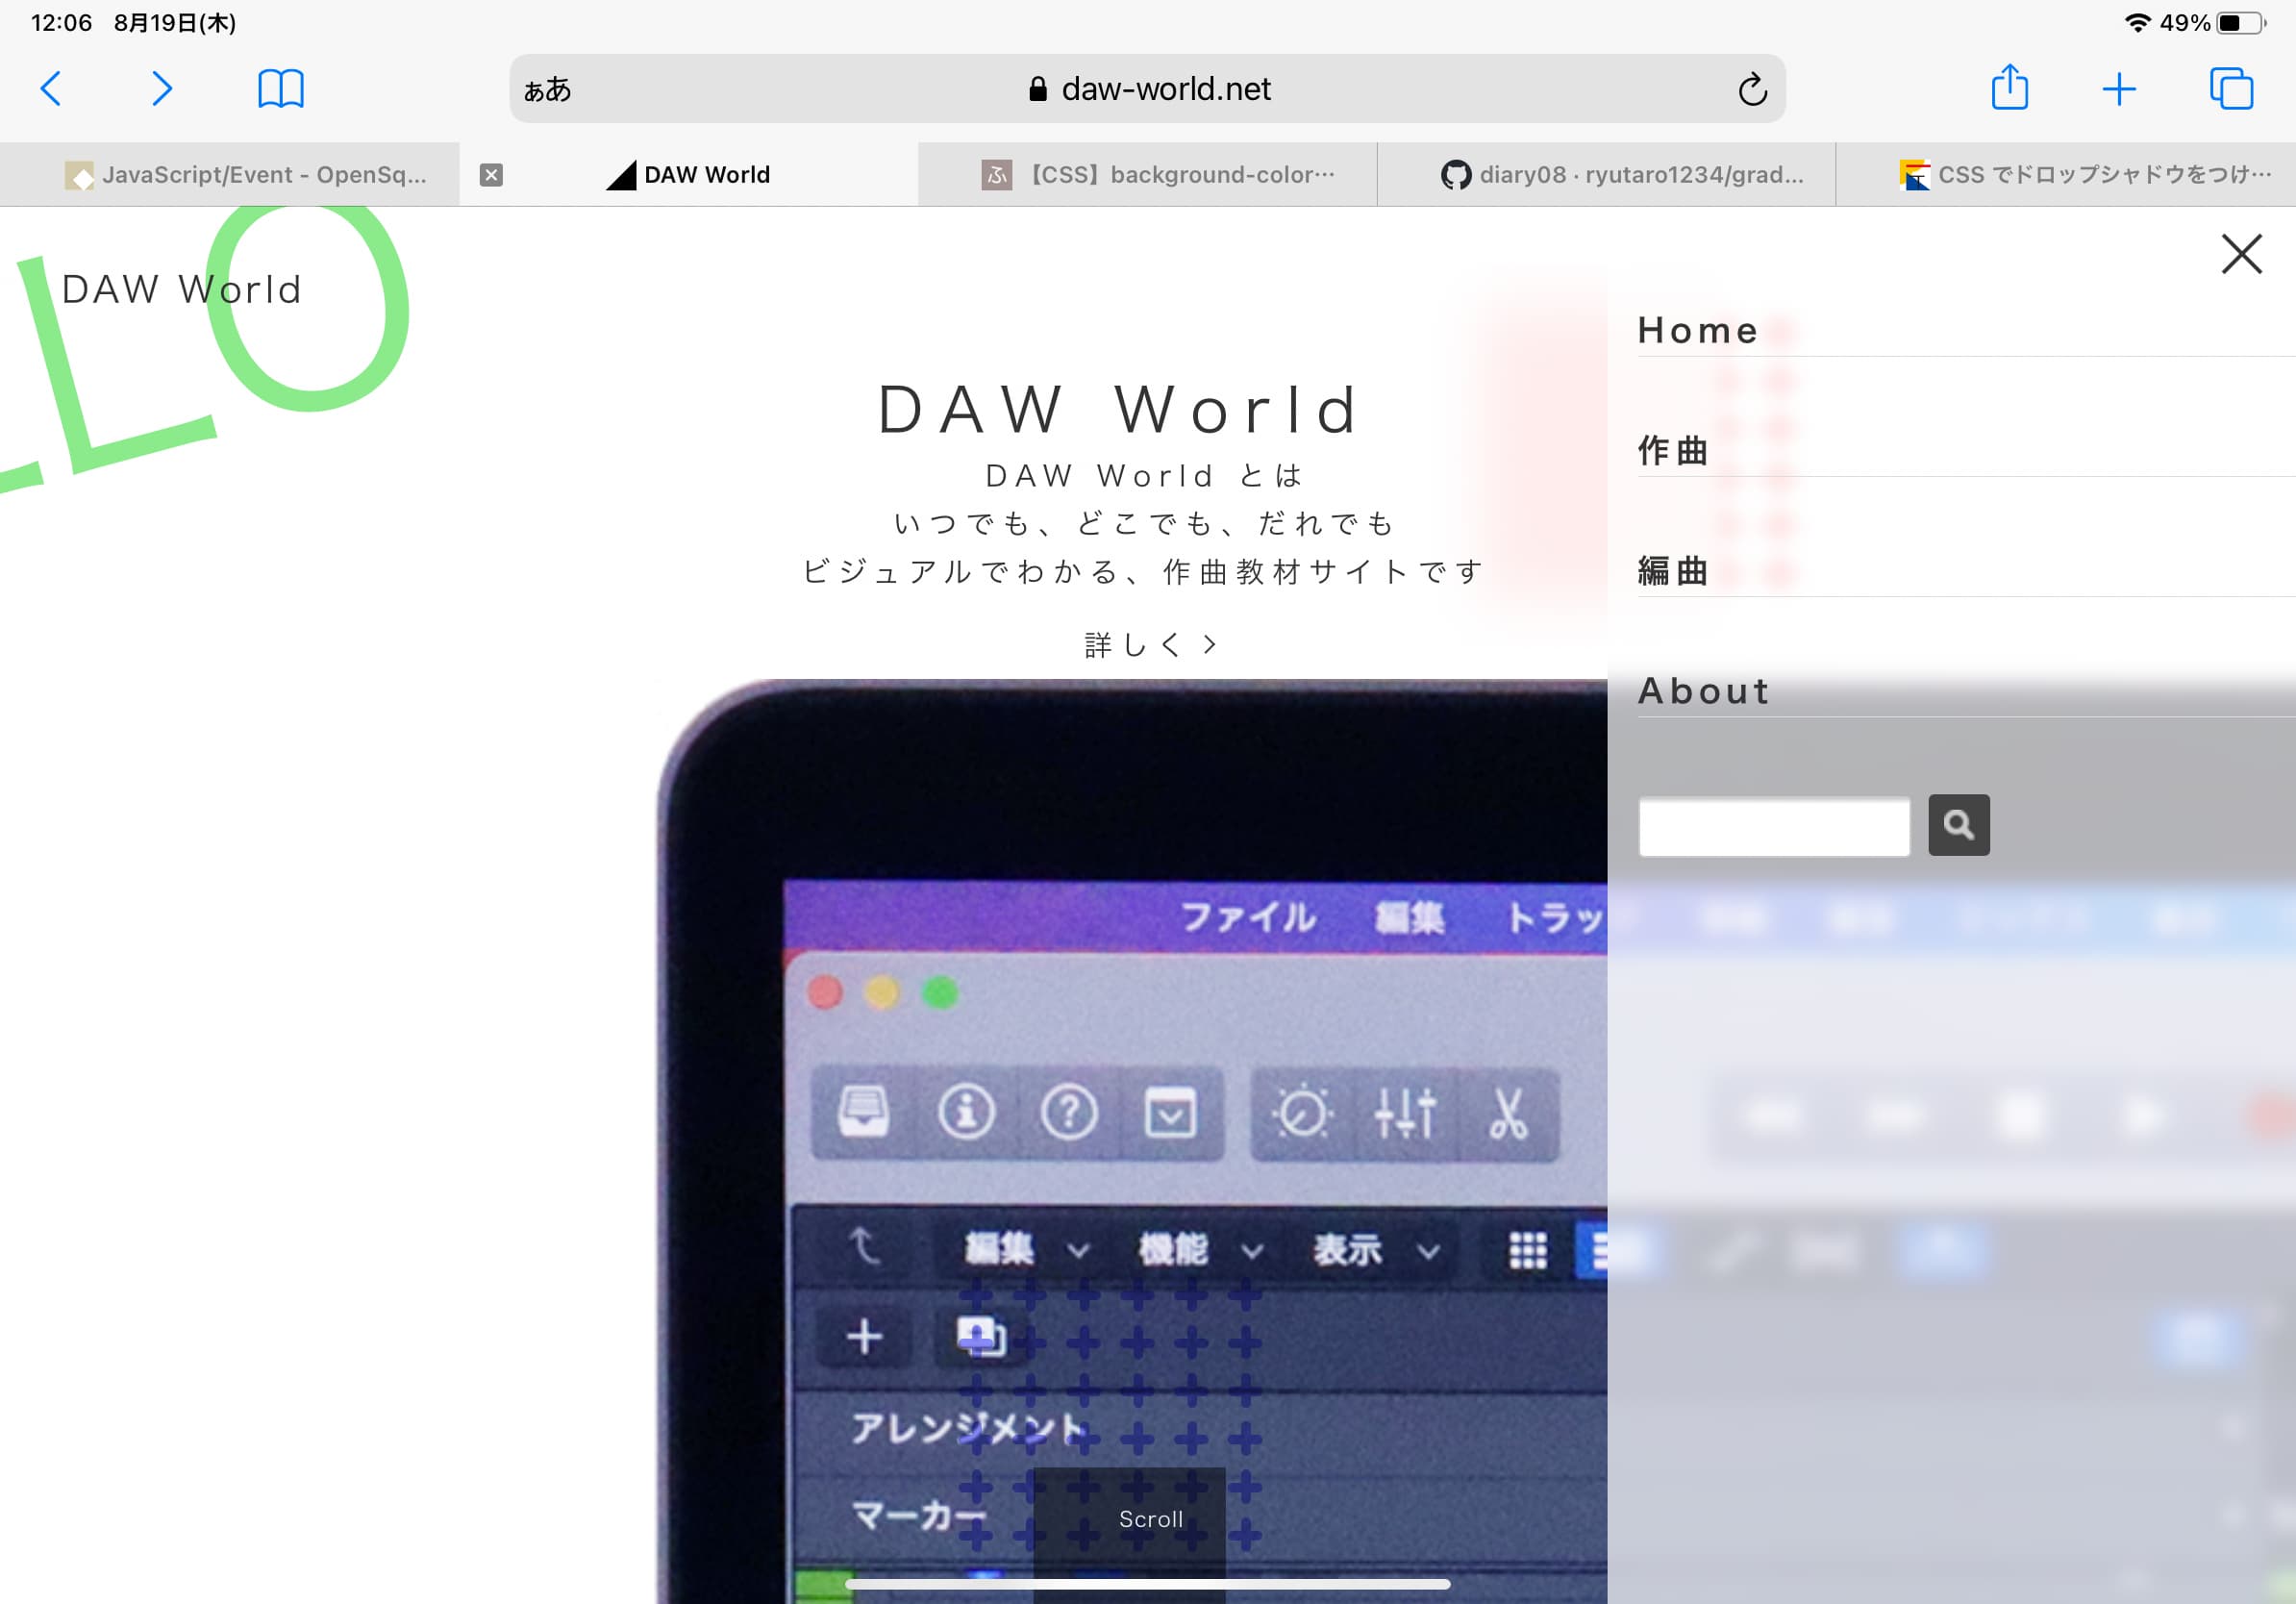 12:06 8月19日(木)
49%
ぁあ
daw-world.net
JavaScript/Event - OpenSq...
DAW World
【CSS】background-color…
diary08 · ryutaro1234/grad...
CSS でドロップシャドウをつけ…
LLO
DAW World
DAW World
DAW World とは
いつでも、どこでも、だれでも
ビジュアルでわかる、作曲教材サイトです
詳しく >
Home
作曲
編曲
About
ファイル 編集 トラッ
編集 機能 表示
アレンジメント
マーカー
Scroll